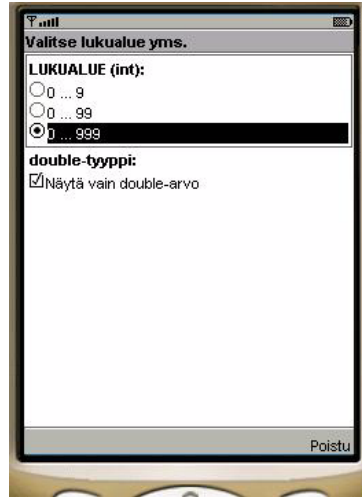 Valitse lukualue yms.
LUKUALUE (int):
0 ... 9
0 ... 99
0 ... 999
double-tyyppi:
Näytä vain double-arvo
Poistu